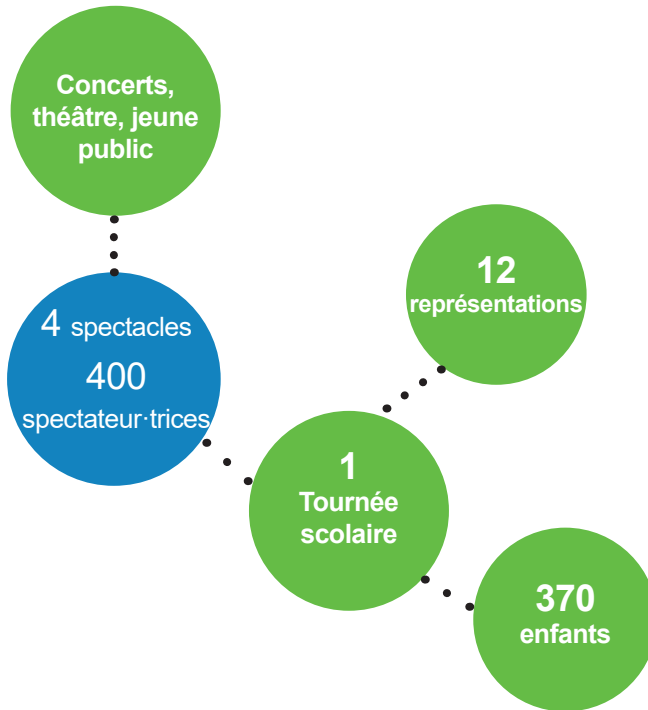 Concerts,
théâtre, jeune
public
4 spectacles
400
spectateur·trices
12
représentations
1
Tournée
scolaire
370
enfants